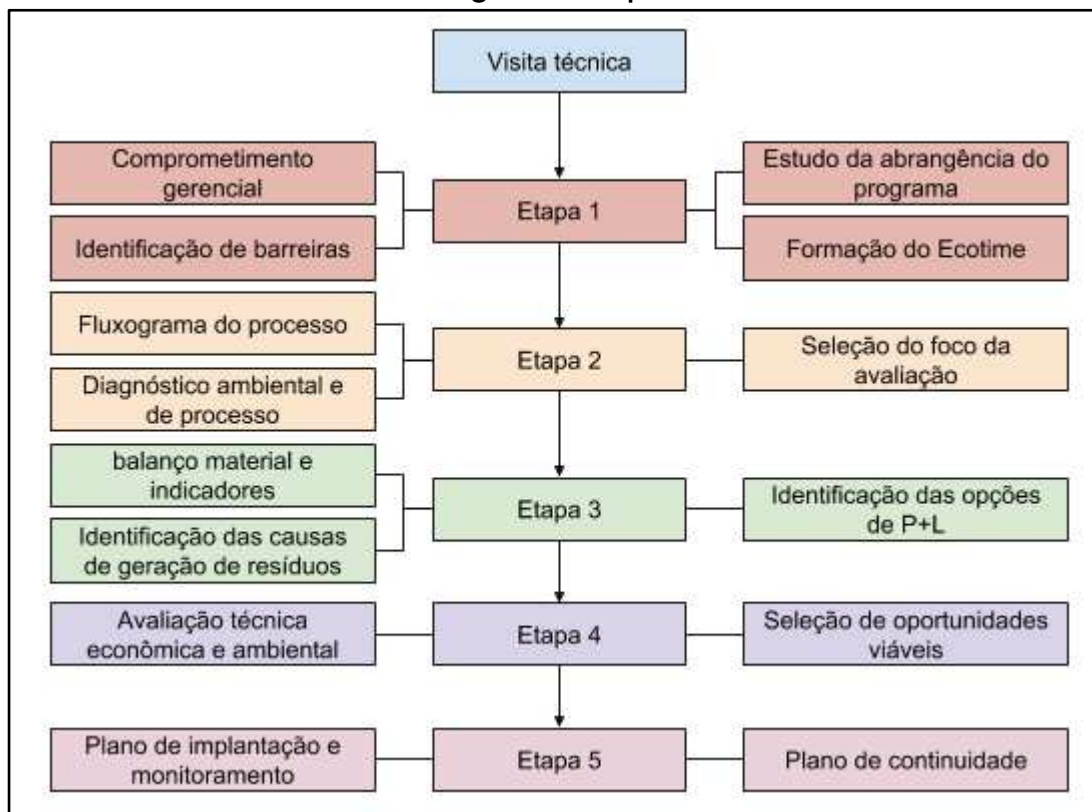 Visita técnica
Comprometimento
gerencial
Estudo da abrangência do
programa
Etapa 1
Identificação de barreiras
Formação do Ecotime
Fluxograma do processo
Etapa 2
Seleção do foco da
avaliação
Diagnóstico ambiental e
de processo
balanço material e
indicadores
Etapa 3
Identificação das opções
de P+L
Identificação das causas
de geração de resíduos
Avaliação técnica
econômica e ambiental
Etapa 4
Seleção de oportunidades
viáveis
Plano de implantação e
monitoramento
Etapa 5
Plano de continuidade